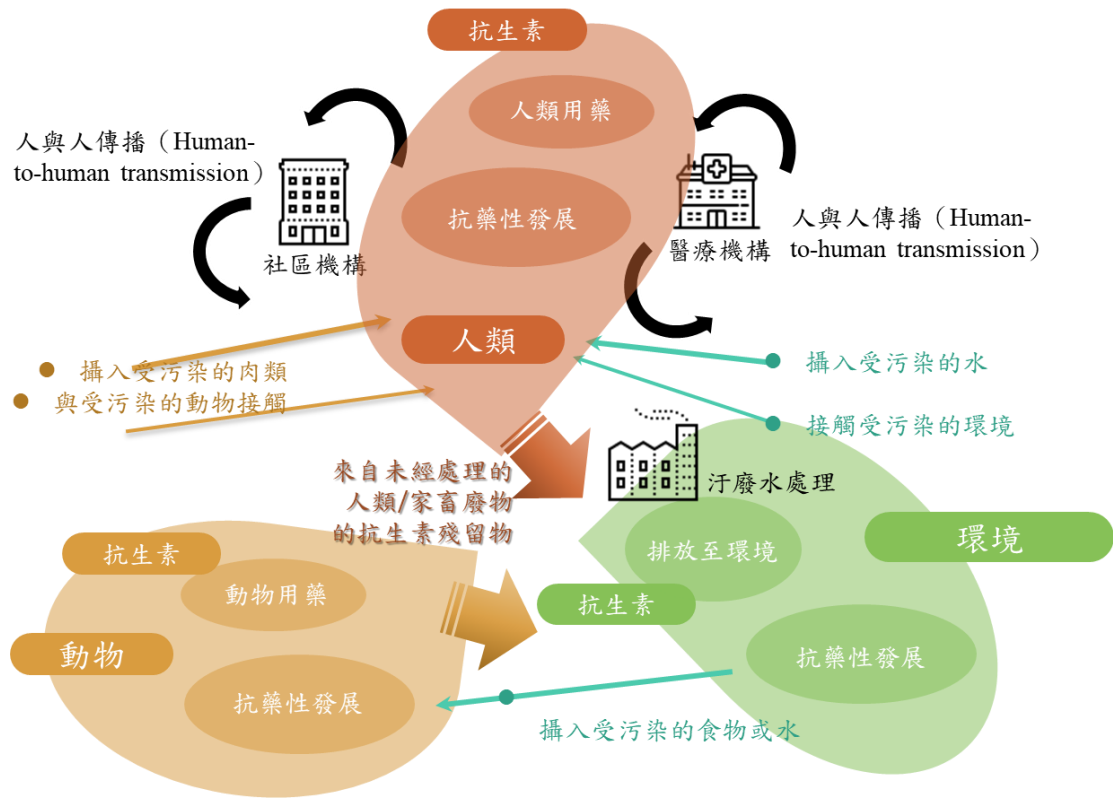 抗生素
人類用藥
人與人傳播（Human-
to-human transmission）
抗藥性發展
社區機構
醫療機構
人與人傳播（Human-
to-human transmission）
人類
攝入受污染的肉類
與受污染的動物接觸
攝入受污染的水
接觸受污染的環境
來自未經處理的
人類/家畜廢物
的抗生素殘留物
汙廢水處理
環境
排放至環境
抗生素
抗藥性發展
抗生素
動物用藥
動物
抗藥性發展
攝入受污染的食物或水